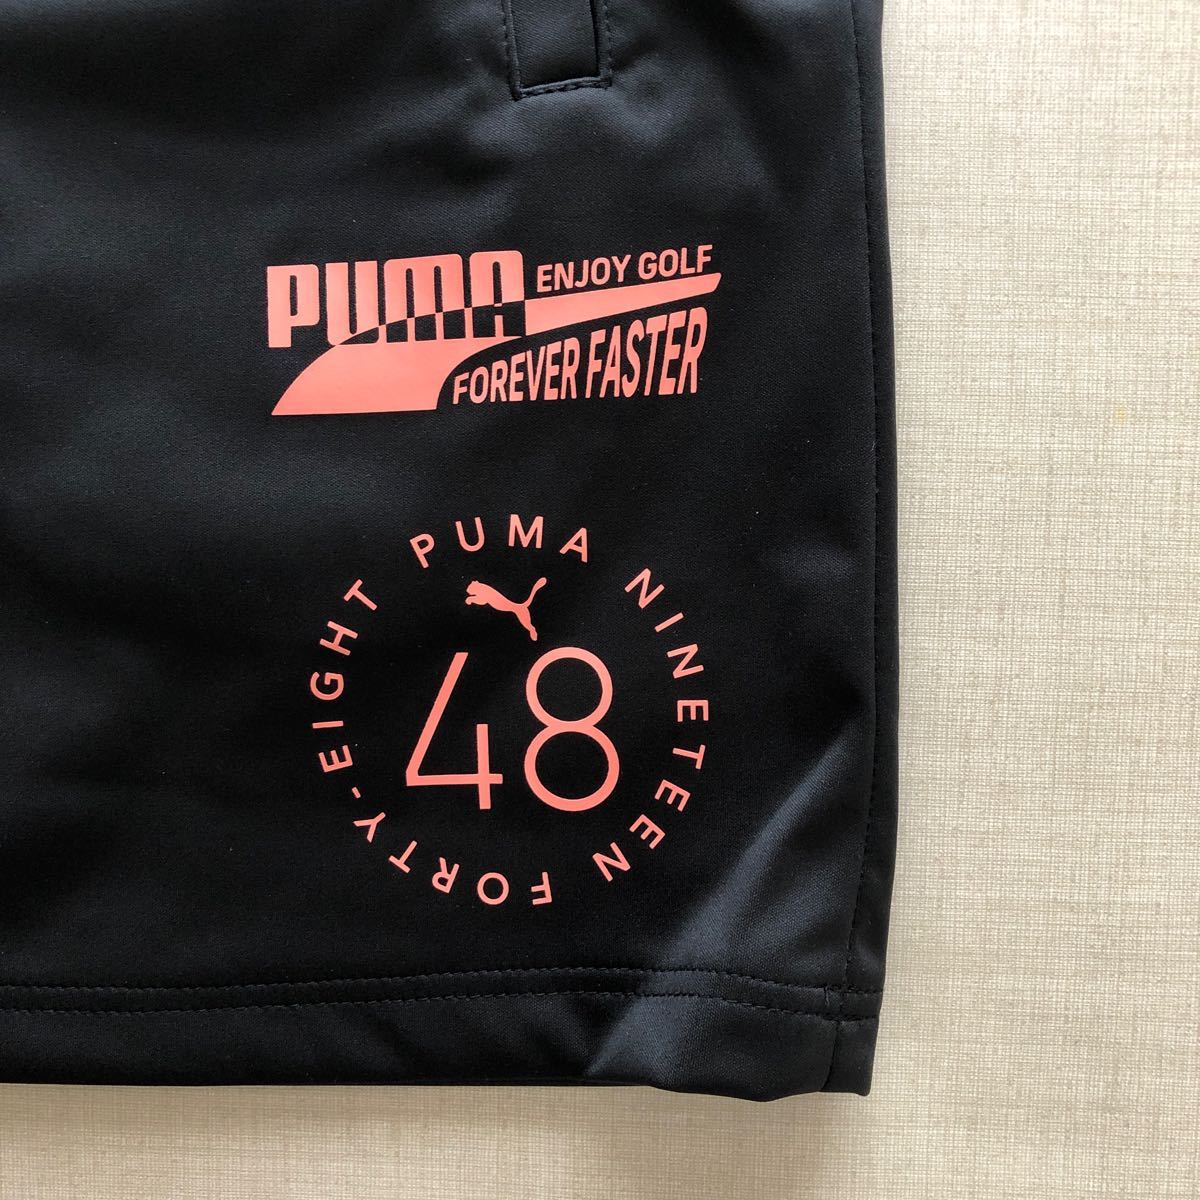 PUMA ENJOY GOLF
FOREVER FASTER
PUMA NINETEEN FORTY-EIGHT
48